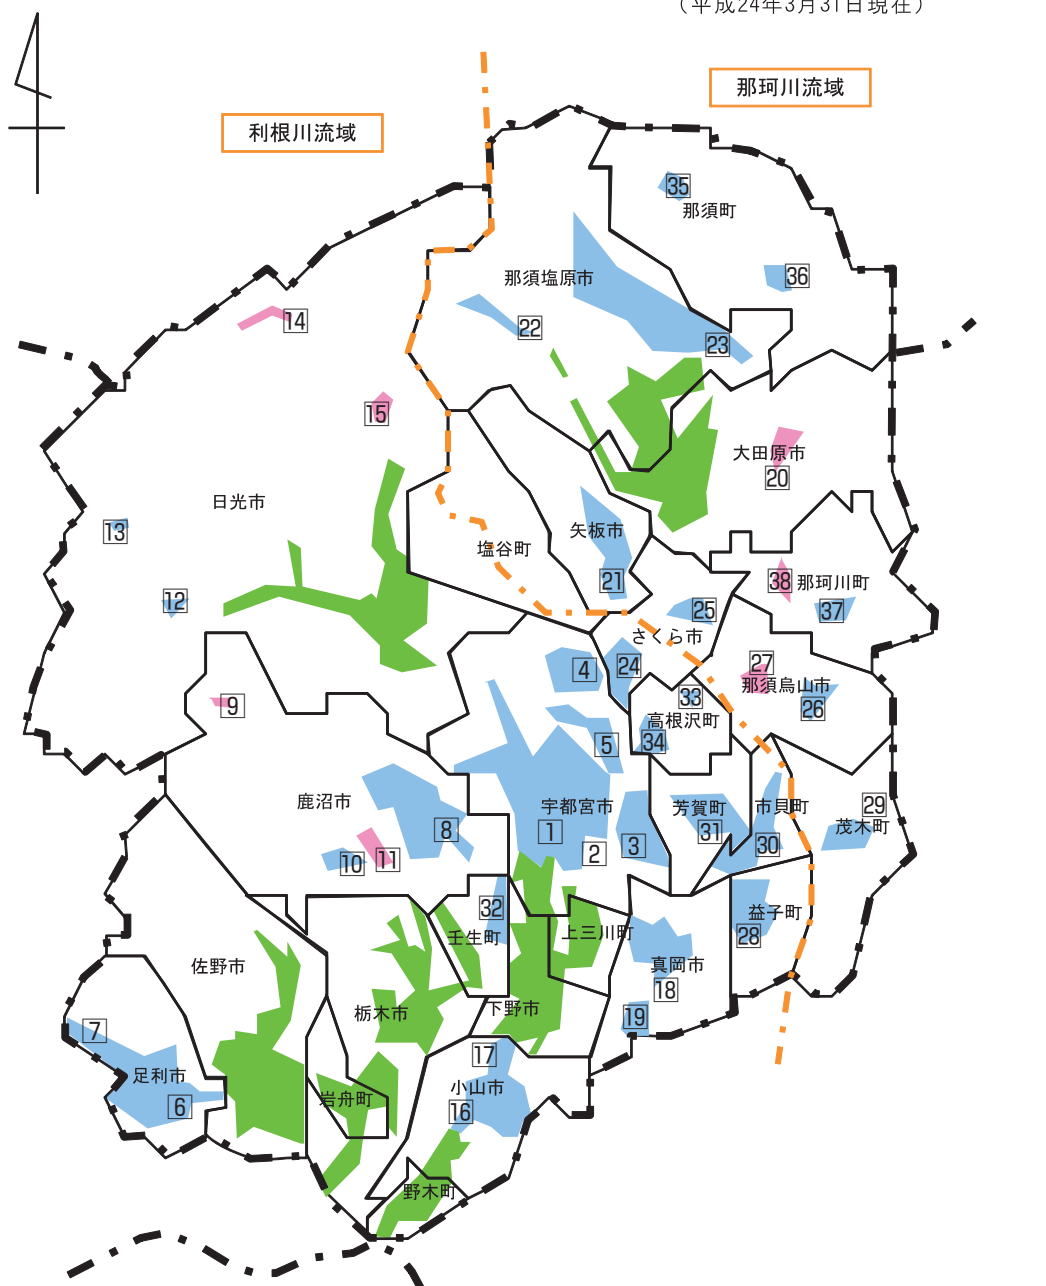 （平成24年3月31日現在）
那珂川流域
利根川流域
35
那須町
36
那須塩原市
14
22
23
15
大田原市
20
日光市
13
矢板市
塩谷町
21
38
那珂川町
12
25
37
さくら市
24
27
4
那須烏山市
33
26
9
高根沢町
34
5
鹿沼市
宇都宮市
芳賀町
市貝町
29
茂木町
8
1
31
3
30
2
10
11
32
益子町
壬生町
上三川町
28
佐野市
真岡市
18
栃木市
下野市
19
7
17
足利市
小山市
岩舟町
6
16
野木町